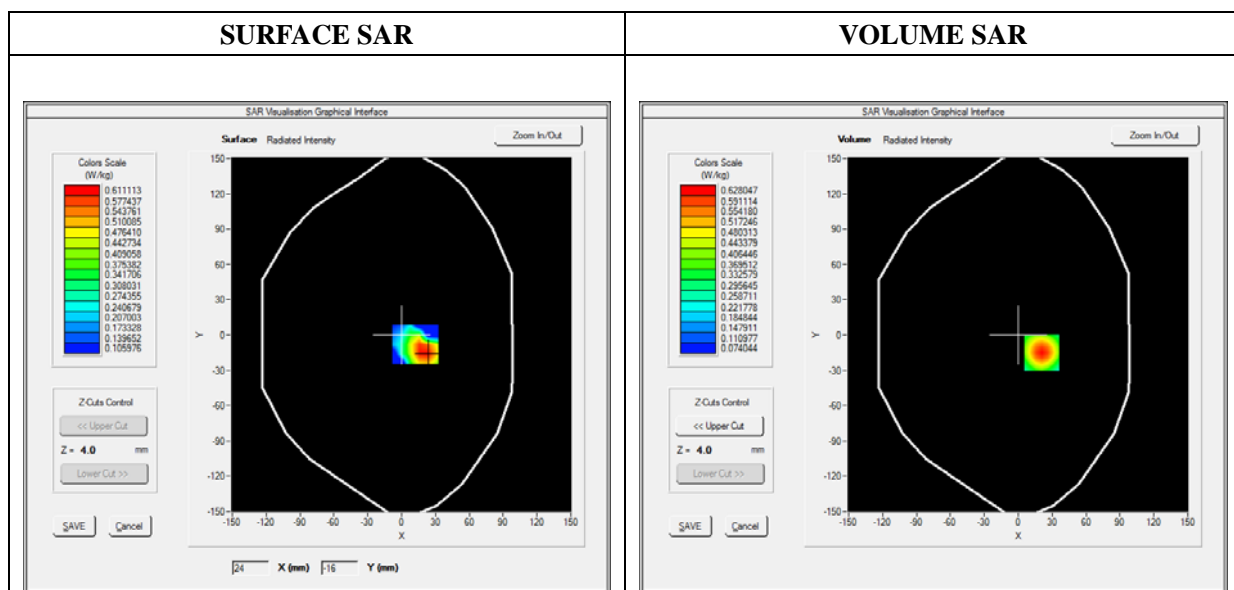 SURFACE SAR
VOLUME SAR
SAR Visualisation Graphical Interface
Surface Radiated Intensity
Zoom In/Out
Colors Scale
(W/kg)
0.611113
0.577437
0.543761
0.510085
0.476410
0.442734
0.409058
0.375382
0.341706
0.308031
0.274355
0.240679
0.207003
0.173328
0.139652
0.105976
Z-Cuts Control
<< Upper Cut
Z = 4.0 mm
Lower Cut >>
SAVE Cancel
150
120
90
60
30
0
-30
-60
-90
-120
-150
Y
-150 -120 -90 -60 -30 0 30 60 90 120 150
X
24 X (mm) -16 Y (mm)
SAR Visualisation Graphical Interface
Volume Radiated Intensity
Zoom In/Out
Colors Scale
(W/kg)
0.628047
0.591114
0.554180
0.517246
0.480313
0.443379
0.406446
0.369512
0.332579
0.295645
0.258711
0.221778
0.184844
0.147911
0.110977
0.074044
Z-Cuts Control
<< Upper Cut
Z = 4.0 mm
Lower Cut >>
SAVE Cancel
150
120
90
60
30
0
-30
-60
-90
-120
-150
Y
-150 -120 -90 -60 -30 0 30 60 90 120 150
X